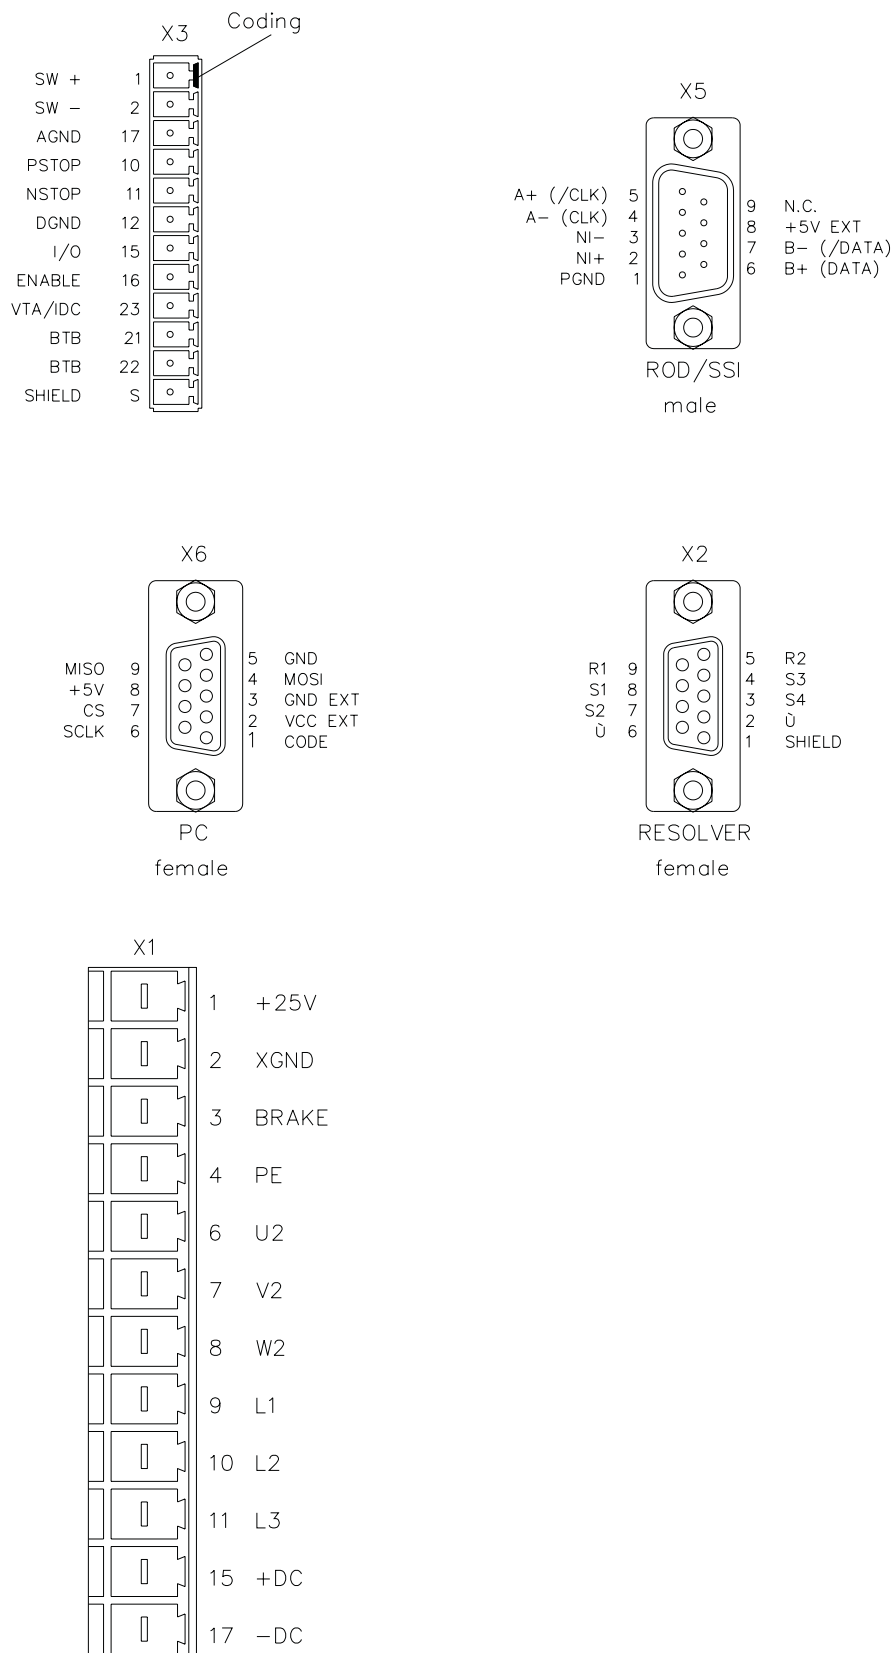 X3
Coding
SW + 1
SW - 2
AGND 17
PSTOP 10
NSTOP 11
DGND 12
I/O 15
ENABLE 16
VTA/IDC 23
BTB 21
BTB 22
SHIELD S
X5
A+ (/CLK) 5
A- (CLK) 4
NI- 3
NI+ 2
PGND 1
9 N.C.
8 +5V EXT
7 B- (/DATA)
6 B+ (DATA)
ROD/SSI
male
X6
MISO 9
+5V 8
CS 7
SCLK 6
5 GND
4 MOSI
3 GND EXT
2 VCC EXT
1 CODE
PC
female
X2
R1 9
S1 8
S2 7
Ù 6
5 R2
4 S3
3 S4
2 Ù
1 SHIELD
RESOLVER
female
X1
1 +25V
2 XGND
3 BRAKE
4 PE
6 U2
7 V2
8 W2
9 L1
10 L2
11 L3
15 +DC
17 -DC